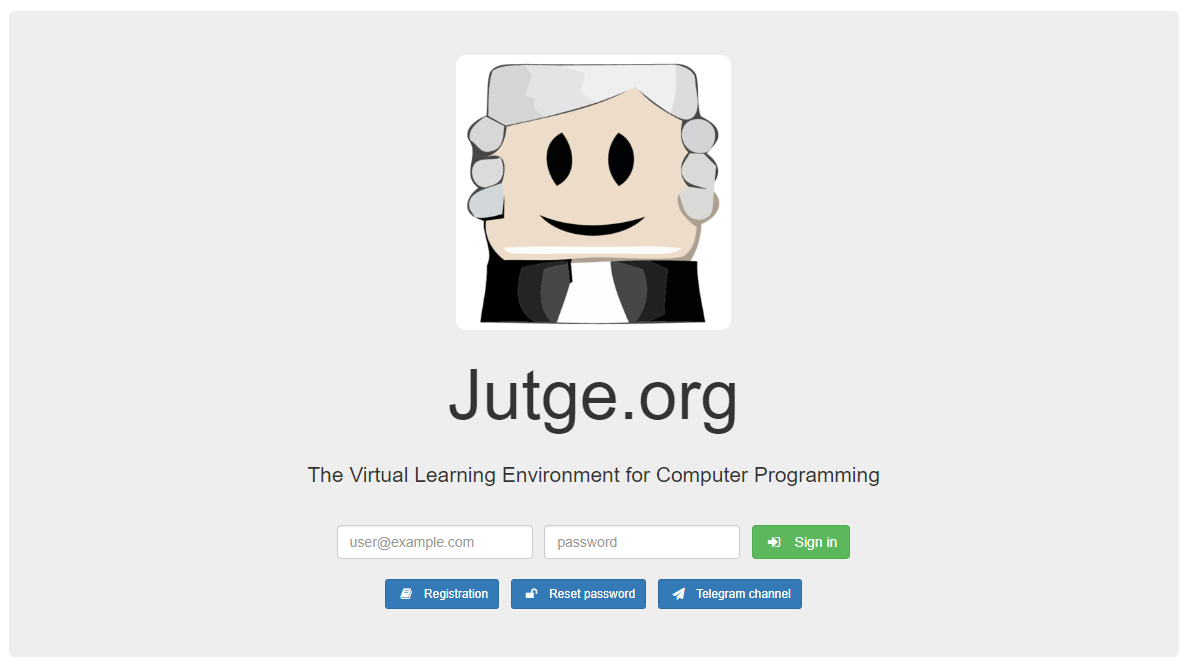 Jutge.org
The Virtual Learning Environment for Computer Programming
user@example.com password Sign in
Registration Reset password Telegram channel